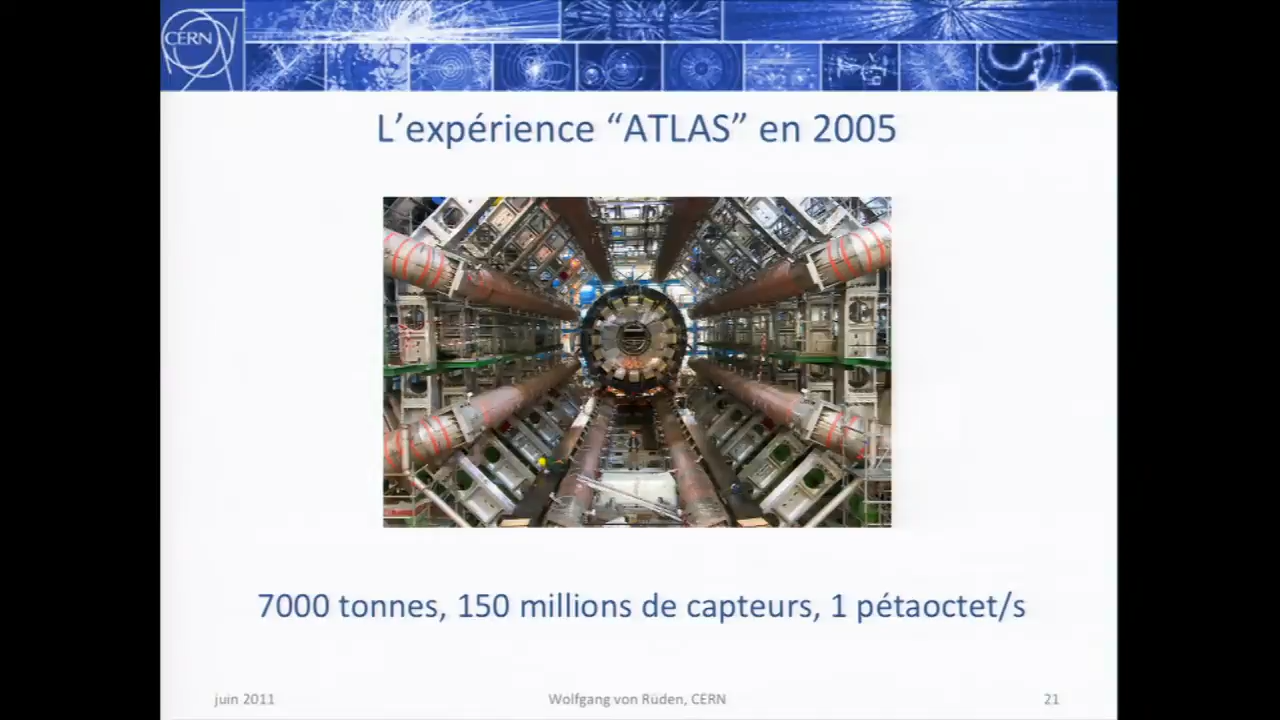 CERN
L’expérience “ATLAS” en 2005
7000 tonnes, 150 millions de capteurs, 1 pétaoctet/s
juin 2011
Wolfgang von Rüden, CERN
21